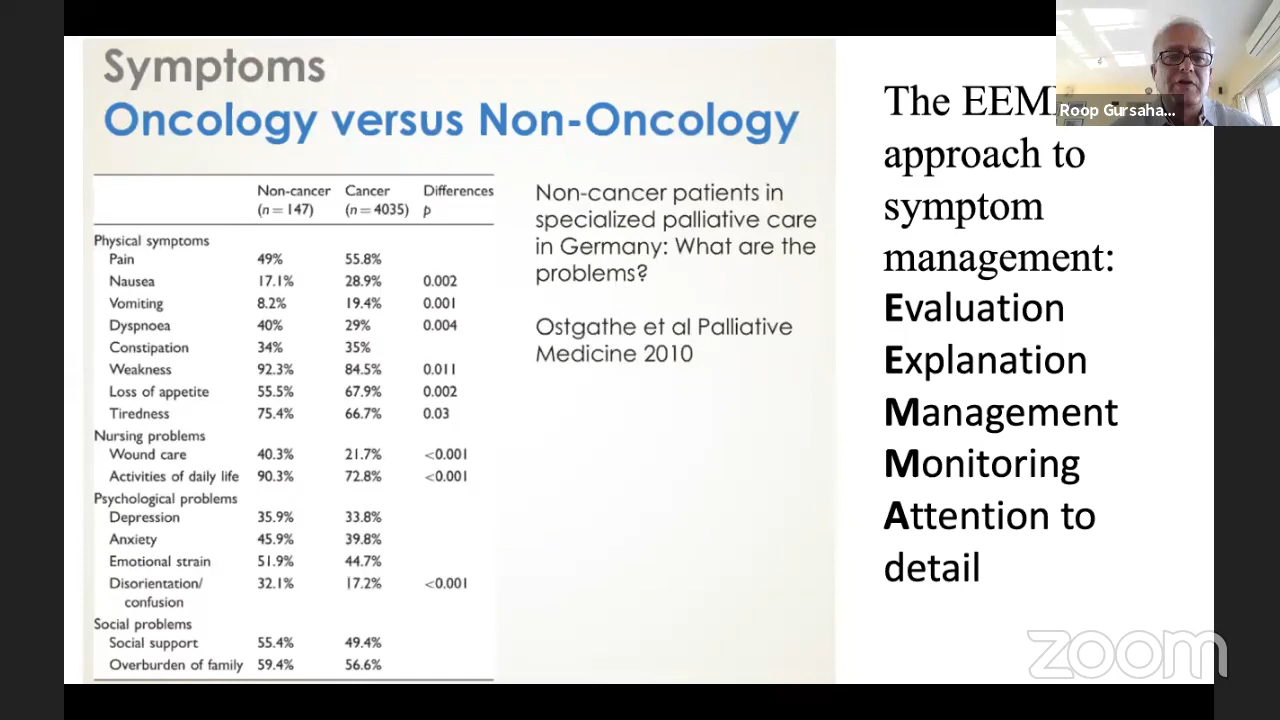 Symptoms
Oncology versus Non-Oncology
Non-cancer Cancer Differences
(n = 147) (n = 4035) p
Physical symptoms
Pain 49% 55.8%
Nausea 17.1% 28.9% 0.002
Vomiting 8.2% 19.4% 0.001
Dyspnoea 40% 29% 0.004
Constipation 34% 35%
Weakness 92.3% 84.5% 0.011
Loss of appetite 55.5% 67.9% 0.002
Tiredness 75.4% 66.7% 0.03
Nursing problems
Wound care 40.3% 21.7% <0.001
Activities of daily life 90.3% 72.8% <0.001
Psychological problems
Depression 35.9% 33.8%
Anxiety 45.9% 39.8%
Emotional strain 51.9% 44.7%
Disorientation/ 32.1% 17.2% <0.001
confusion
Social problems
Social support 55.4% 49.4%
Overburden of family 59.4% 56.6%
Non-cancer patients in
specialized palliative care
in Germany: What are the
problems?
Ostgathe et al Palliative
Medicine 2010
The
approach to
symptom
management:
Evaluation
Explanation
Management
Monitoring
Attention to
detail
Roop Gursaha...
zoom